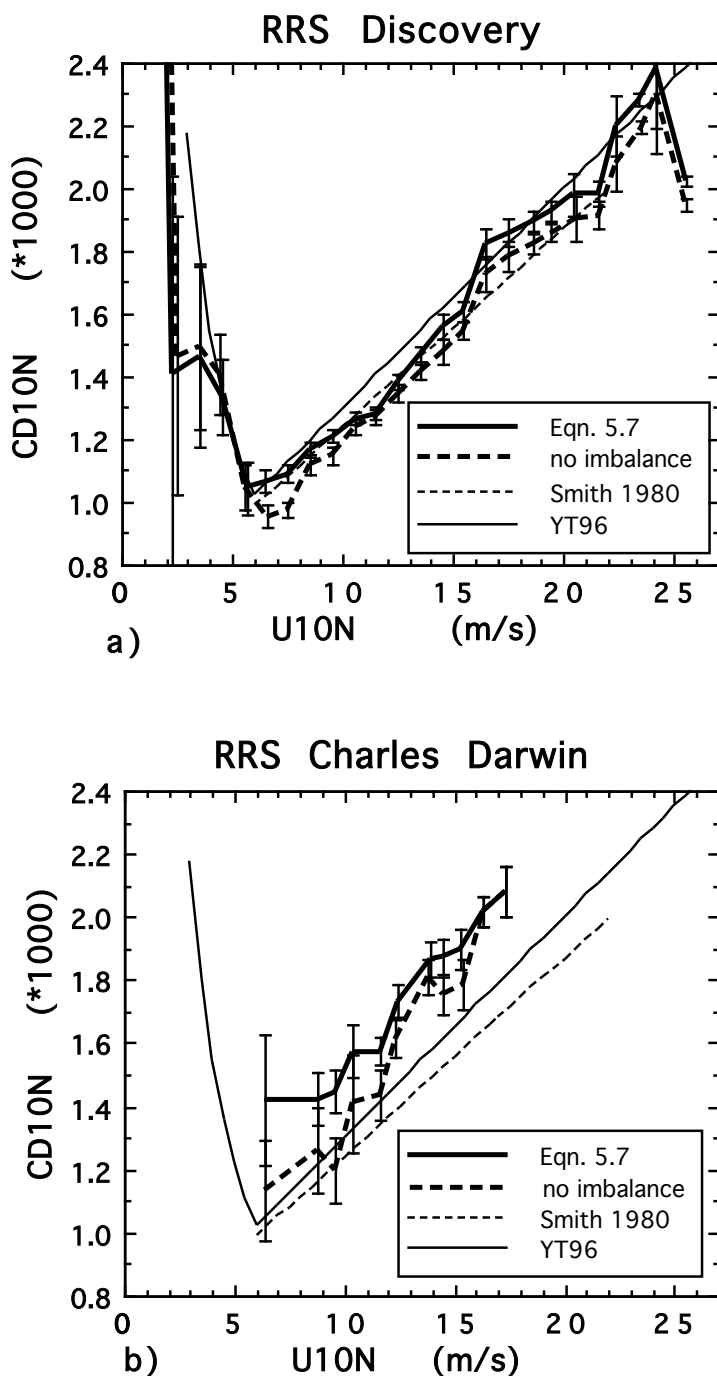 RRS Discovery
2.4
2.2
2.0
1.8
1.6
1.4
1.2
1.0
0.8
CD10N (*1000)
Eqn. 5.7
no imbalance
Smith 1980
YT96
0 5 10 15 20 25
a) U10N (m/s)
RRS Charles Darwin
2.4
2.2
2.0
1.8
1.6
1.4
1.2
1.0
0.8
CD10N (*1000)
Eqn. 5.7
no imbalance
Smith 1980
YT96
0 5 10 15 20 25
b) U10N (m/s)